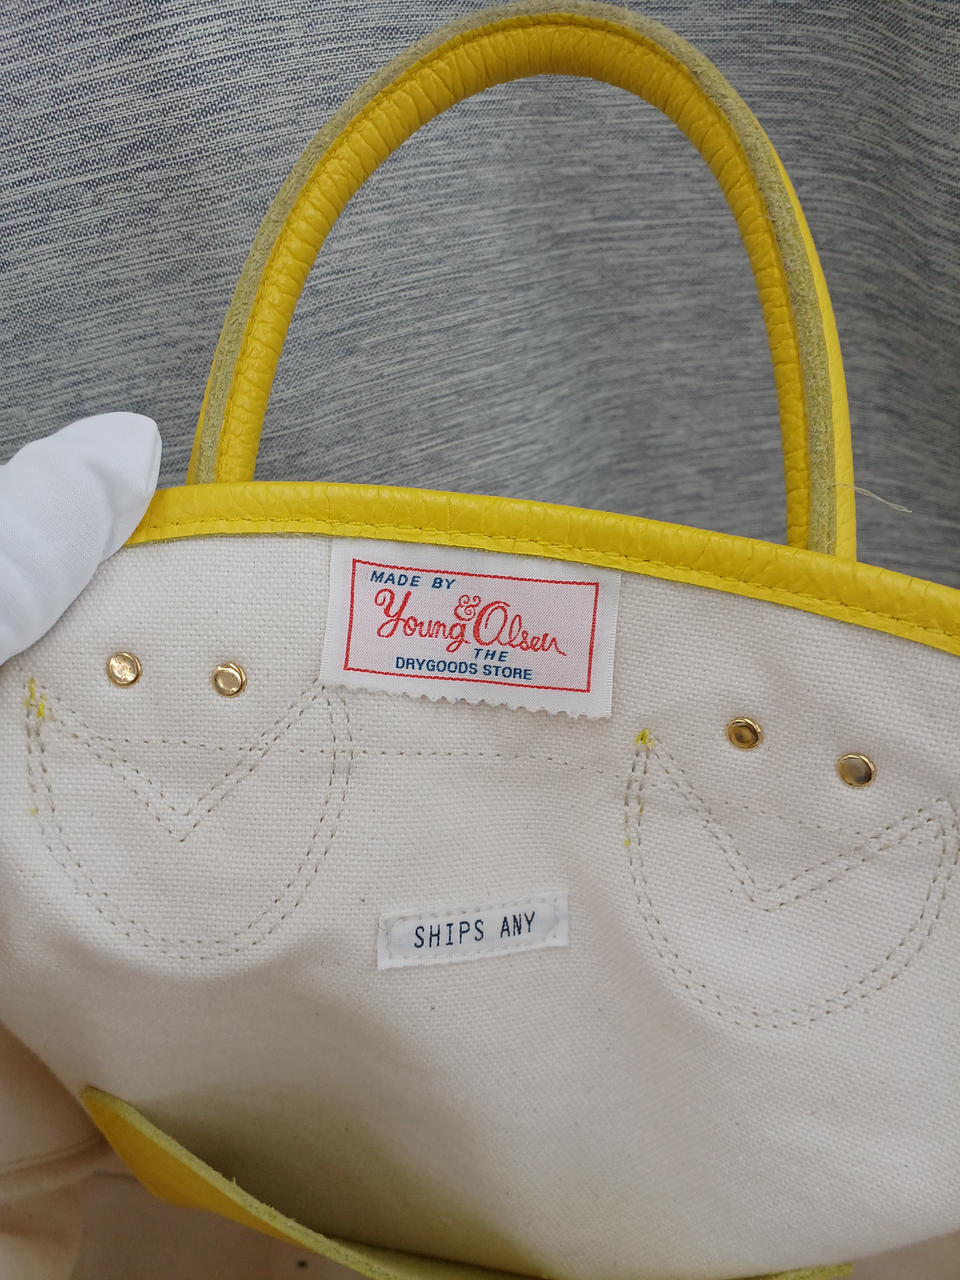 MADE BY
Young & Olsen
THE
DRYGOODS STORE
SHIPS ANY